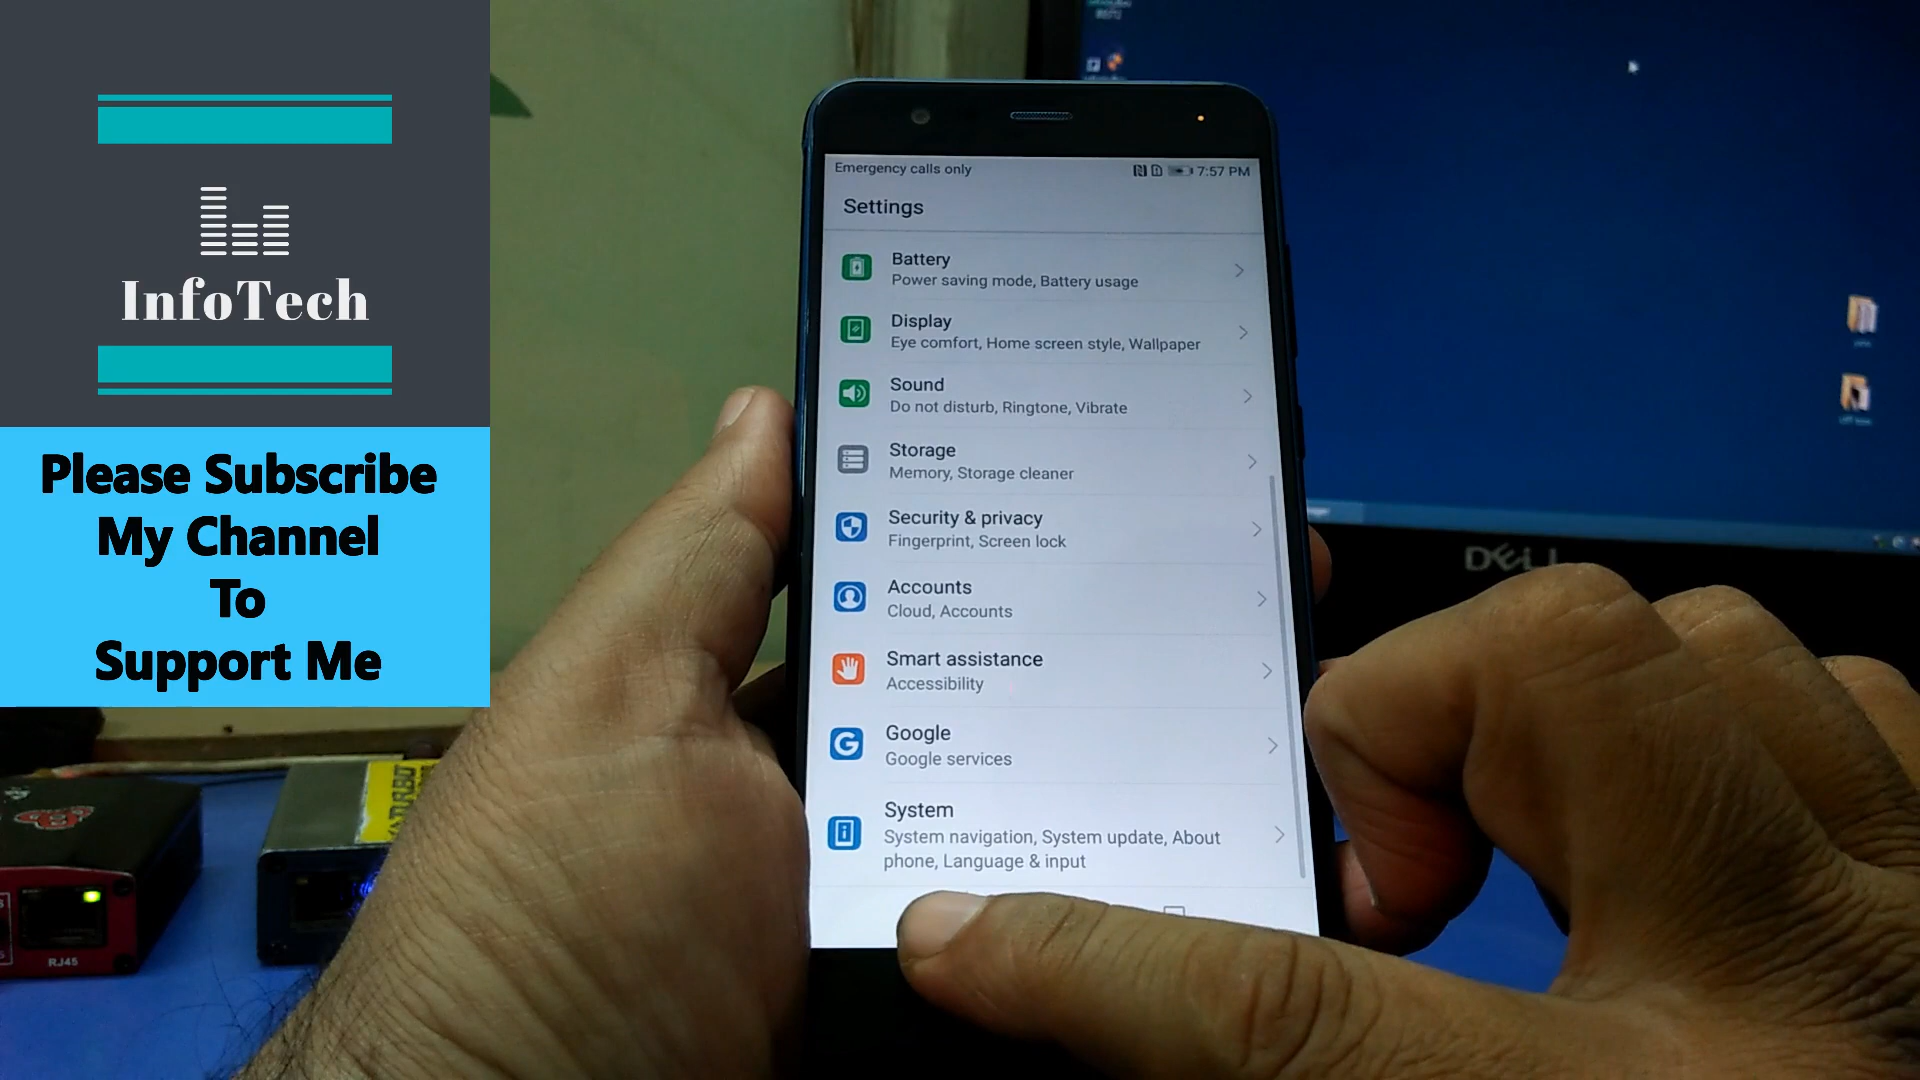 InfoTech
Please Subscribe
My Channel
To
Support Me
Emergency calls only
7:57 PM
Settings
Battery
Power saving mode, Battery usage
Display
Eye comfort, Home screen style, Wallpaper
Sound
Do not disturb, Ringtone, Vibrate
Storage
Memory, Storage cleaner
Security & privacy
Fingerprint, Screen lock
Accounts
Cloud, Accounts
Smart assistance
Accessibility
Google
Google services
System
System navigation, System update, About
phone, Language & input
DELL
RJ45